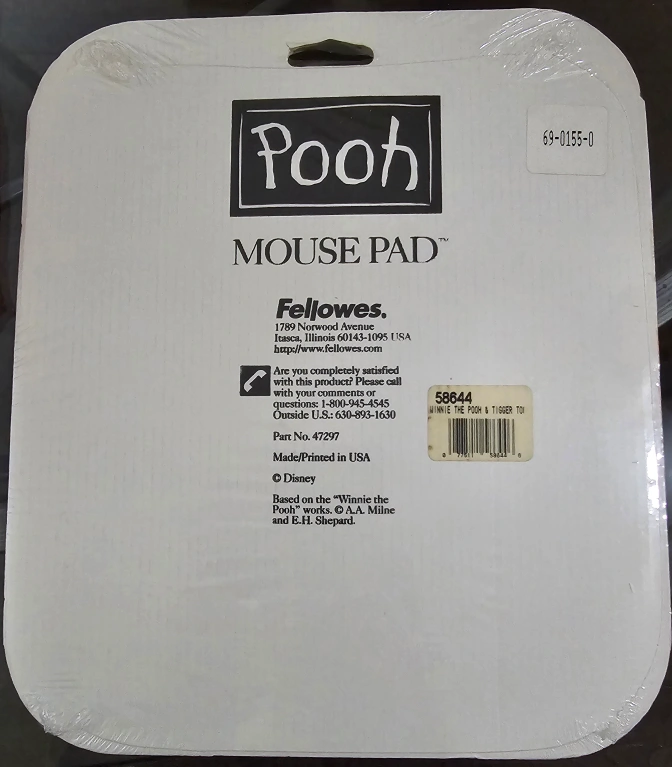 Pooh
69-0155-0
MOUSE PAD™
Fellowes.
1789 Norwood Avenue
Itasca, Illinois 60143-1095 USA
http://www.fellowes.com
Are you completely satisfied
with this product? Please call
with your comments or
questions: 1-800-945-4545
Outside U.S.: 630-893-1630
58644
WINNIE THE POOH & TIGGER TOO
Part No. 47297
Made/Printed in USA
© Disney
Based on the "Winnie the
Pooh" works. © A.A. Milne
and E.H. Shepard.